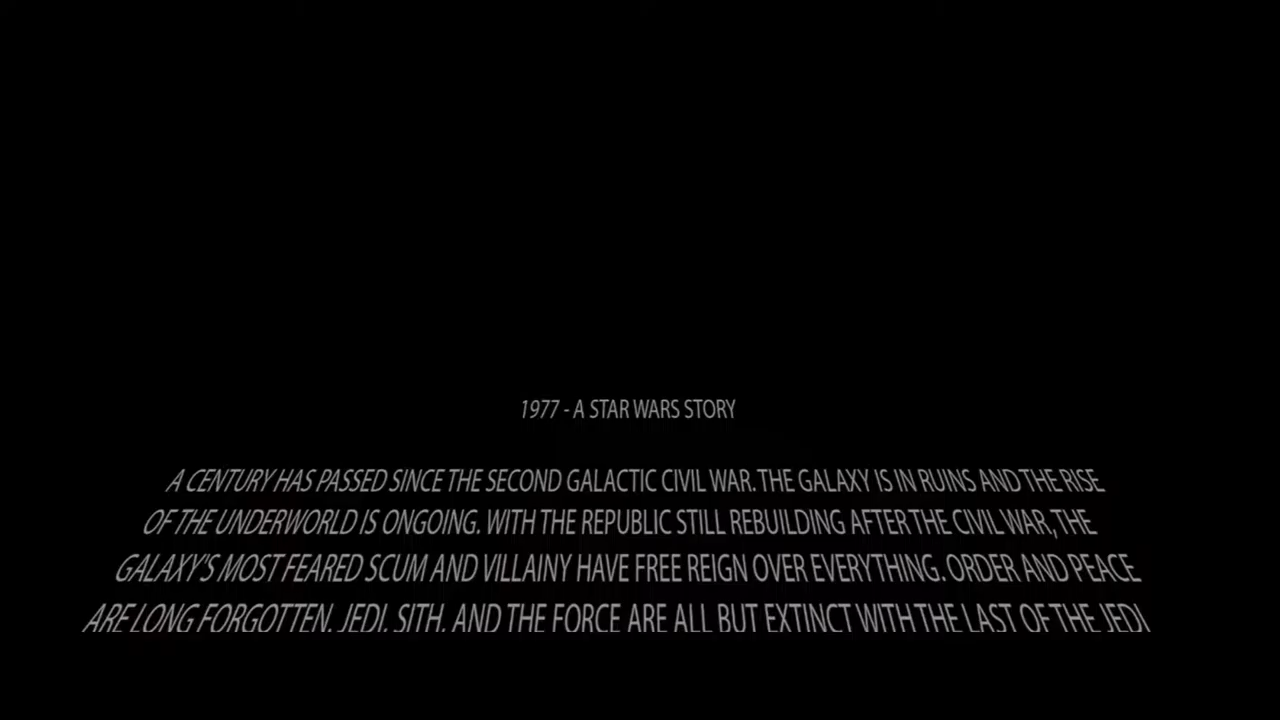 1977 - A STAR WARS STORY
A CENTURY HAS PASSED SINCE THE SECOND GALACTIC CIVIL WAR. THE GALAXY IS IN RUINS AND THE RISE
OF THE UNDERWORLD IS ONGOING. WITH THE REPUBLIC STILL REBUILDING AFTER THE CIVIL WAR, THE
GALAXY'S MOST FEARED SCUM AND VILLAINY HAVE FREE REIGN OVER EVERYTHING. ORDER AND PEACE
ARE LONG FORGOTTEN. JEDI, SITH, AND THE FORCE ARE ALL BUT EXTINCT WITH THE LAST OF THE JEDI